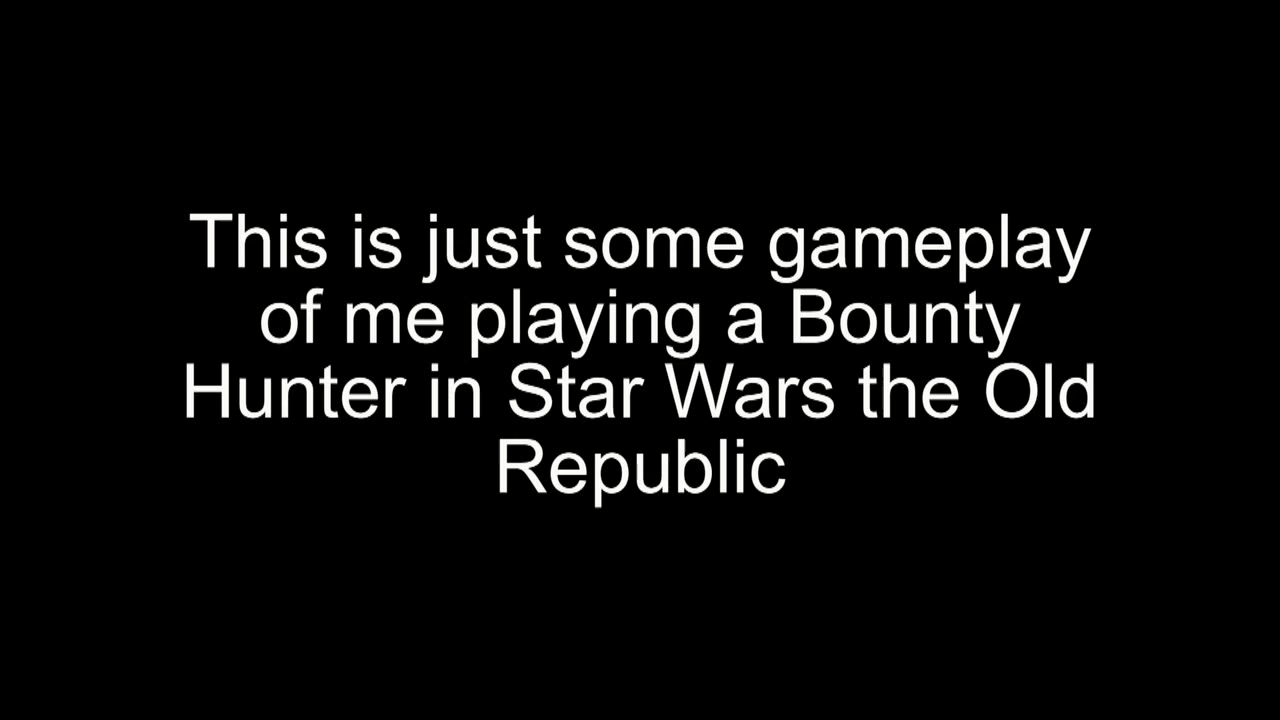 This is just some gameplay
of me playing a Bounty
Hunter in Star Wars the Old
Republic